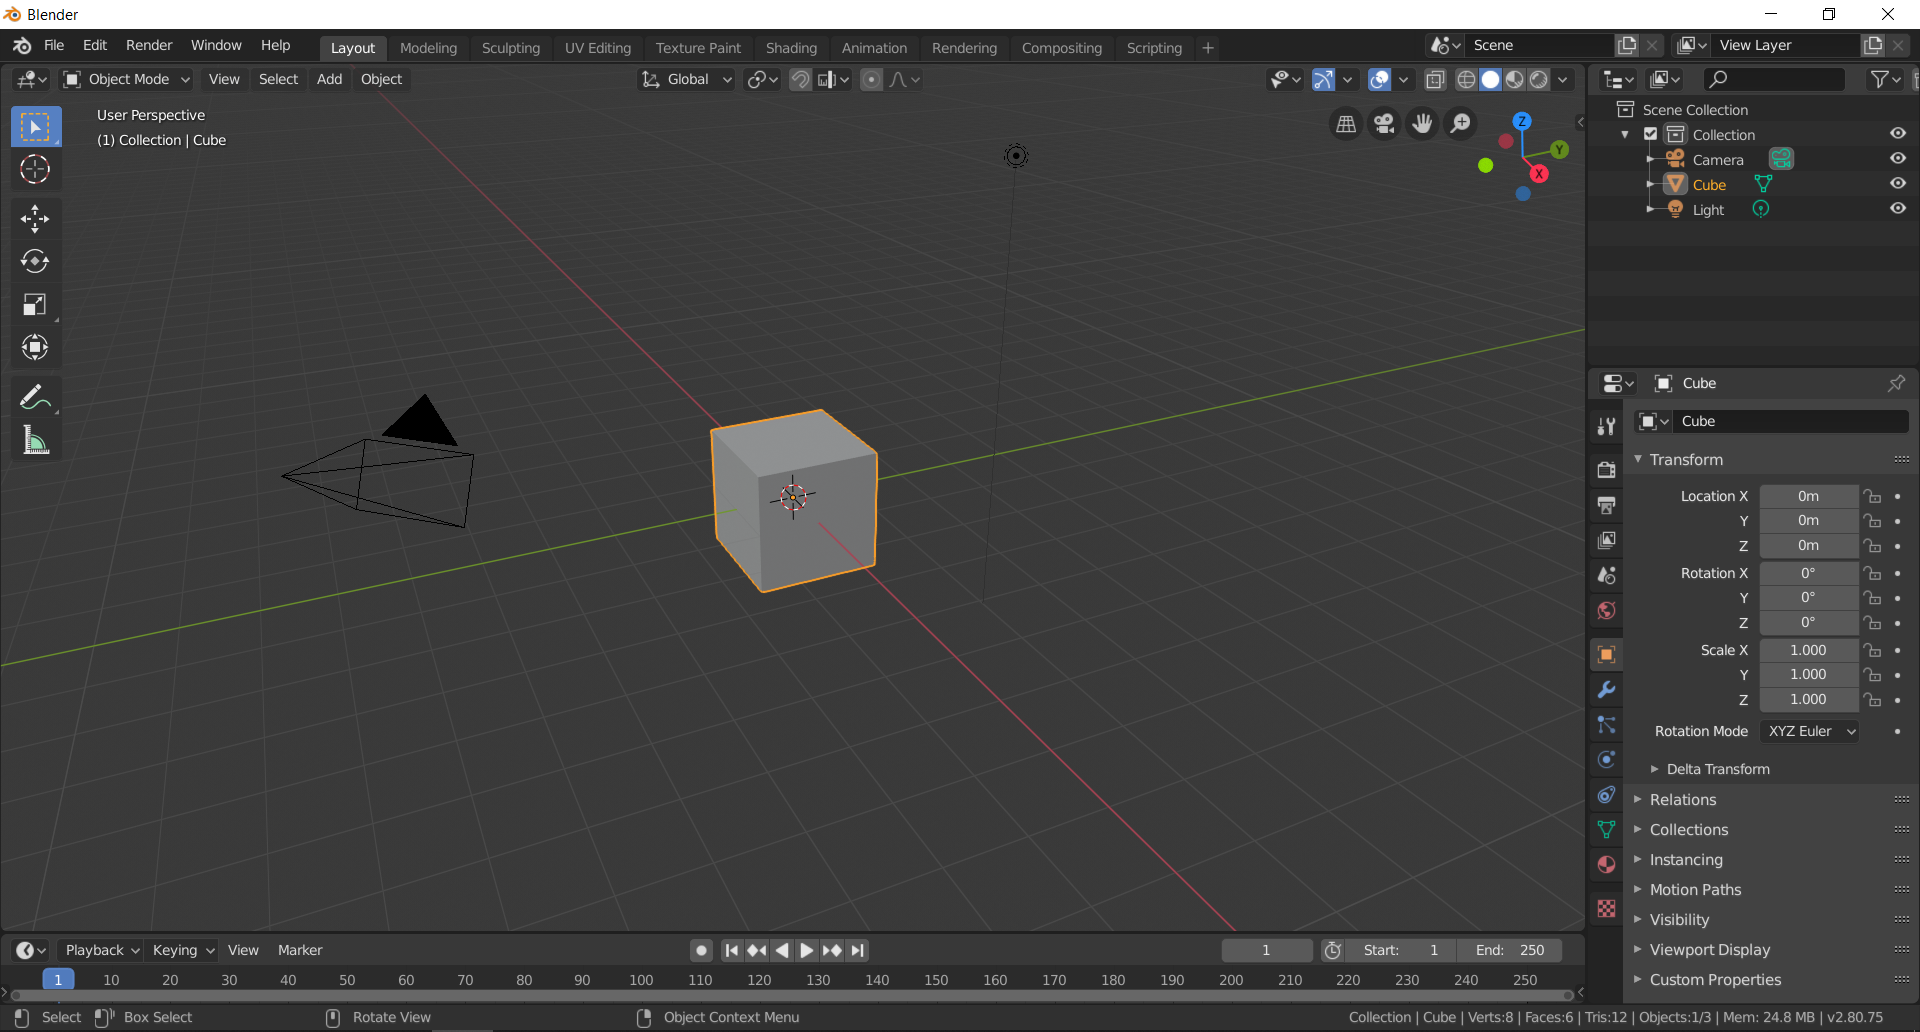 Blender
File Edit Render Window Help Layout Modeling Sculpting UV Editing Texture Paint Shading Animation Rendering Compositing Scripting + Scene View Layer
Object Mode View Select Add Object Global
User Perspective
(1) Collection | Cube
Z
Y
X
Scene Collection
Collection
Camera
Cube
Light
Cube
Cube
Transform
Location X 0m
Y 0m
Z 0m
Rotation X 0°
Y 0°
Z 0°
Scale X 1.000
Y 1.000
Z 1.000
Rotation Mode XYZ Euler
Delta Transform
Relations
Collections
Instancing
Motion Paths
Visibility
Viewport Display
Custom Properties
Playback Keying View Marker 1 Start: 1 End: 250
1 10 20 30 40 50 60 70 80 90 100 110 120 130 140 150 160 170 180 190 200 210 220 230 240 250
Select Box Select Rotate View Object Context Menu Collection | Cube | Verts:8 | Faces:6 | Tris:12 | Objects:1/3 | Mem: 24.8 MB | v2.80.75